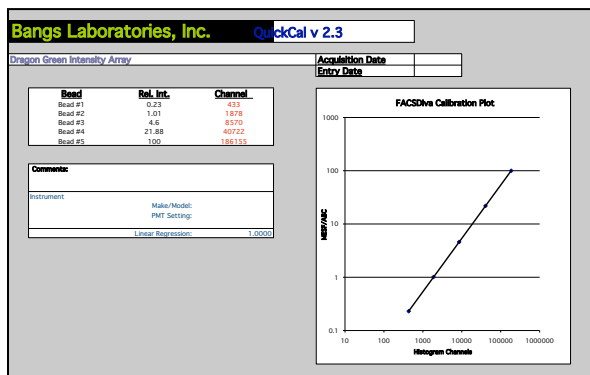 Bangs Laboratories, Inc. QuickCal v 2.3
Dragon Green Intensity Array
Acquisition Date
Entry Date
Bead Rel. Int. Channel
Bead #1 0.23 433
Bead #2 1.01 1878
Bead #3 4.6 8570
Bead #4 21.88 40722
Bead #5 100 186155
Comments:
Instrument
Make/Model:
PMT Setting:
Linear Regression: 1.0000
FACSDiva Calibration Plot
MESF/ABC
1000
100
10
1
0.1
10 100 1000 10000 100000 1000000
Histogram Channels